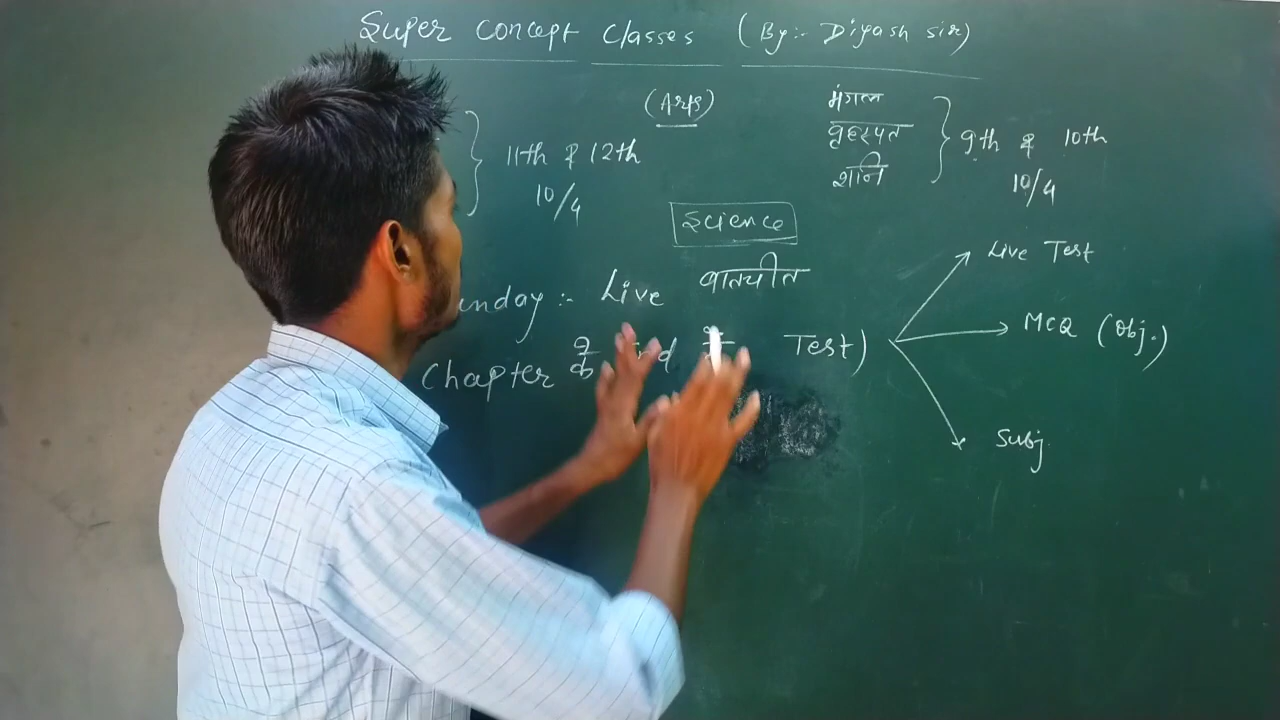 Super Concept Classes (By:- Diyash sir)
(Arts)
11th & 12th
10/4
मंगल
वृहस्पत
शनि
9th & 10th
10/4
Science
Live बातचीत
Chapter के Test)
Live Test
MCQ (Obj.)
Subj.